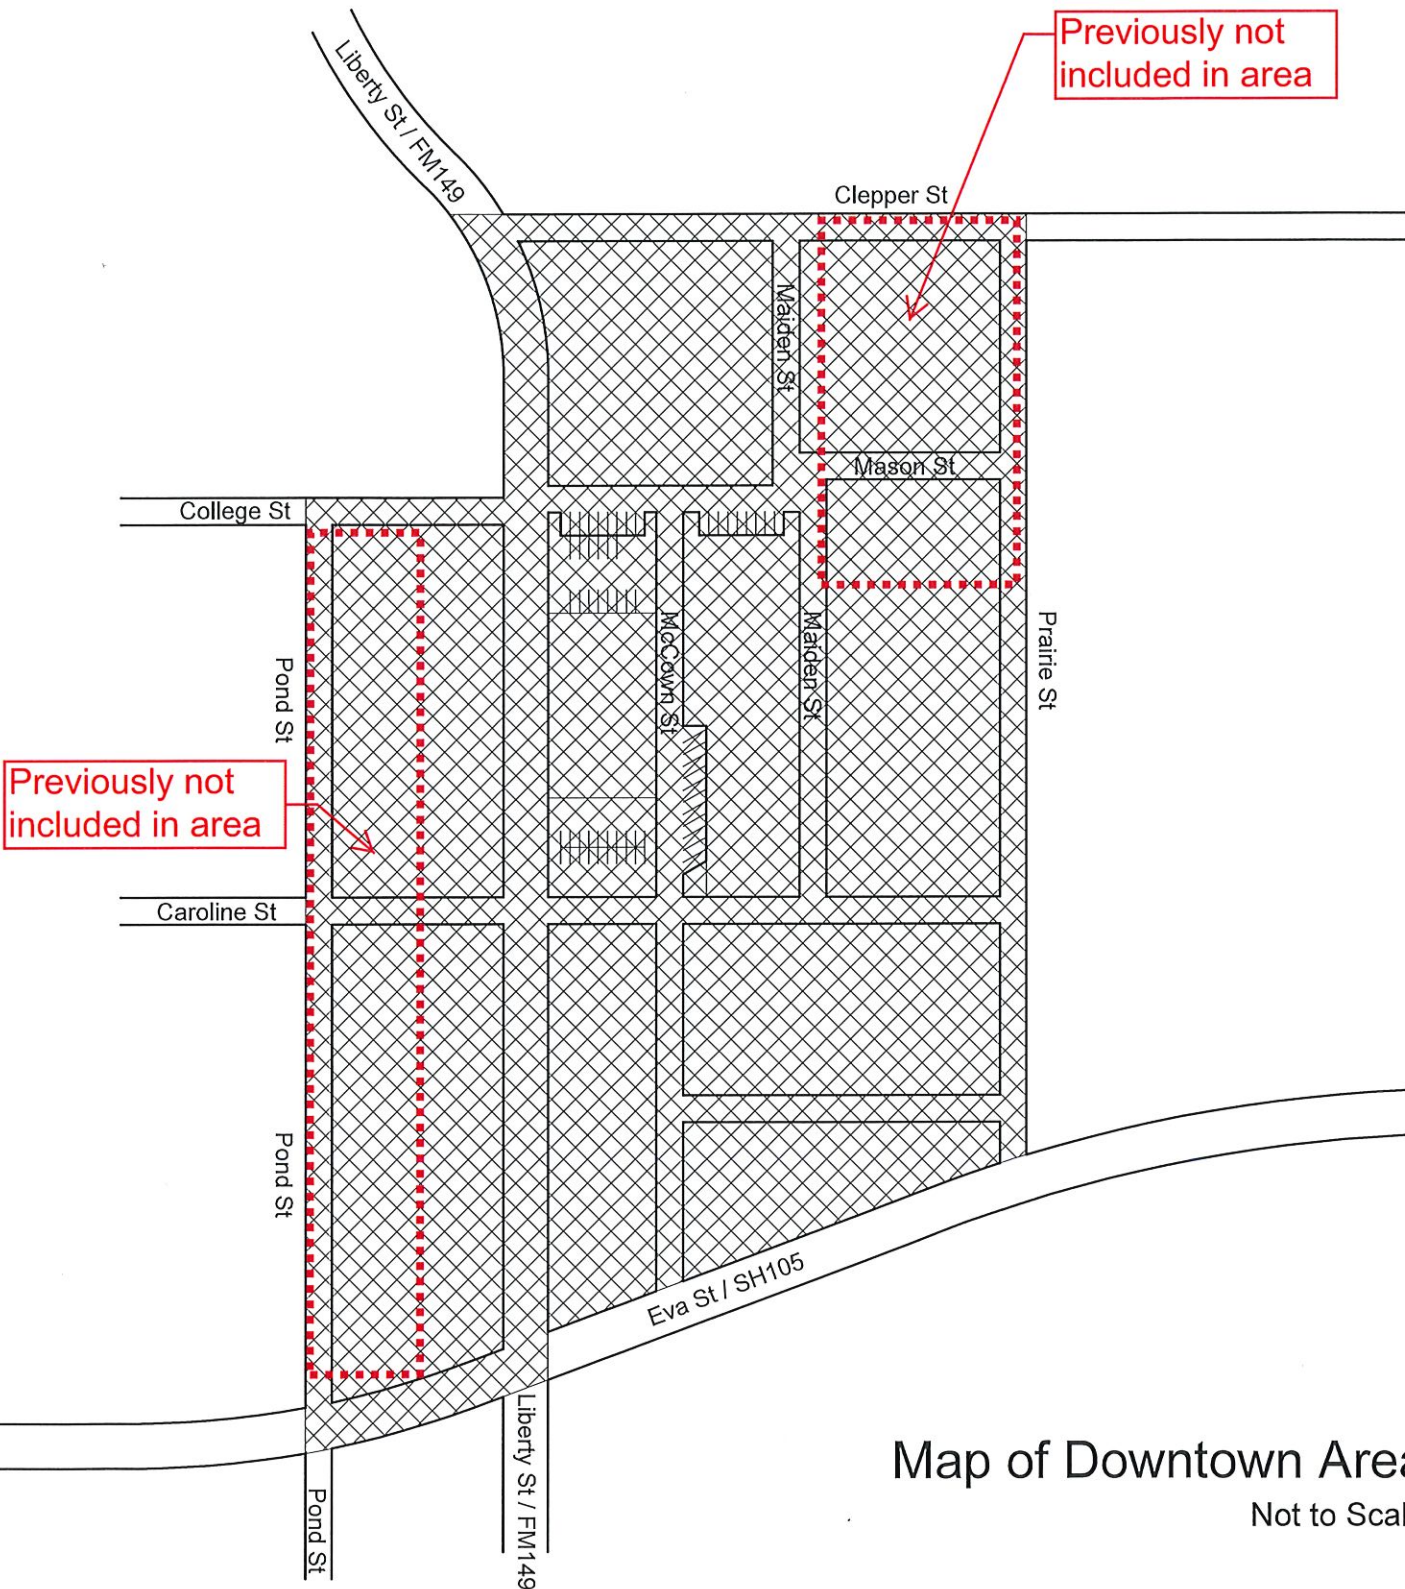 Previously not
included in area
Liberty St / FM149
Clepper St
Maiden St
Mason St
College St
McCown St
Maiden St
Prairie St
Pond St
Previously not
included in area
Caroline St
Pond St
Eva St / SH105
Liberty St / FM149
Map of Downtown Area
Not to Scal
Pond St